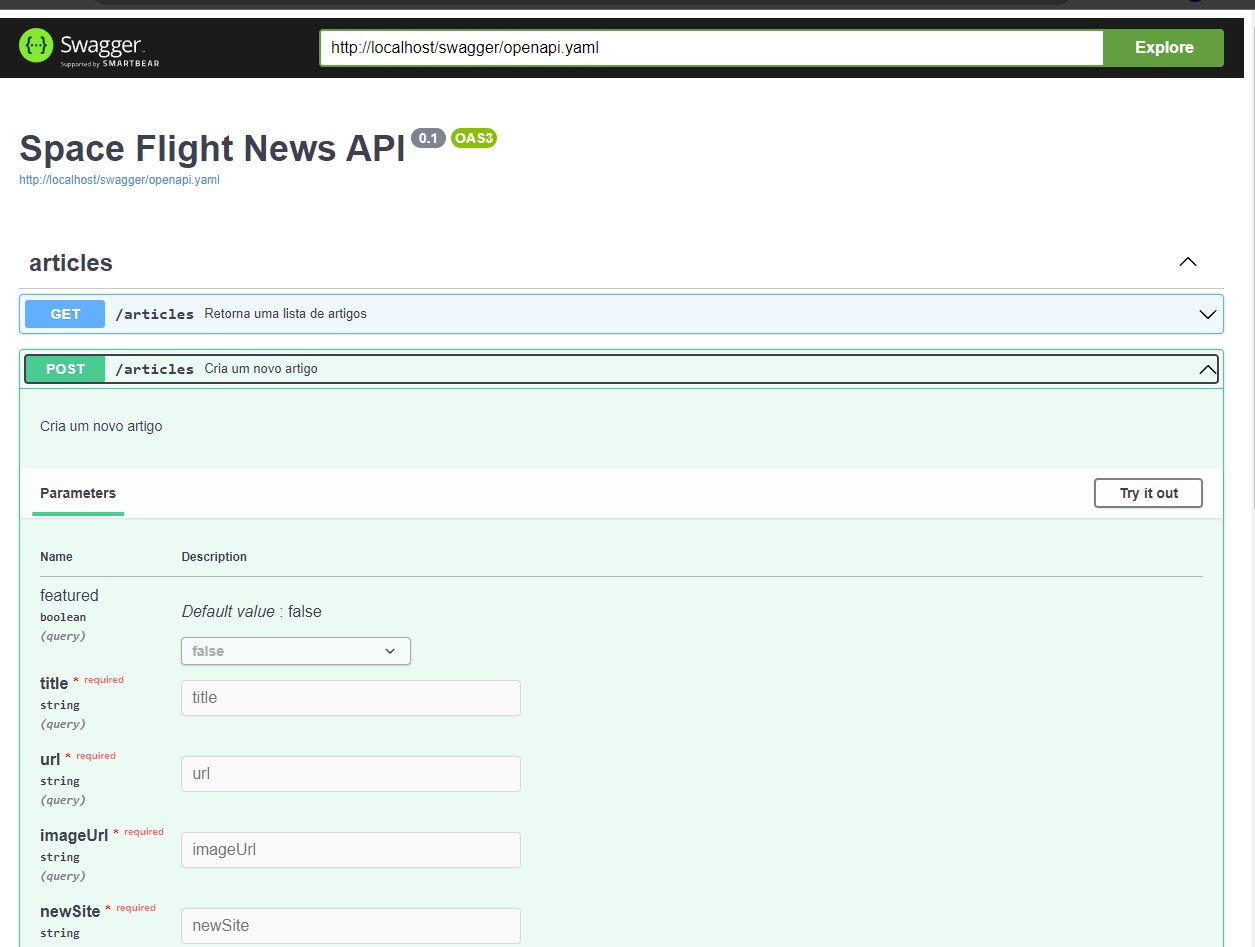 {···} Swagger.
Supported by SMARTBEAR
http://localhost/swagger/openapi.yaml
Explore
Space Flight News API 0.1 OAS3
http://localhost/swagger/openapi.yaml
articles
GET /articles Retorna uma lista de artigos
POST /articles Cria um novo artigo
Cria um novo artigo
Parameters
Try it out
Name Description
featured
boolean
(query)
Default value : false
false
title * required
string
(query)
title
url * required
string
(query)
url
imageUrl * required
string
(query)
imageUrl
newSite * required
string
newSite